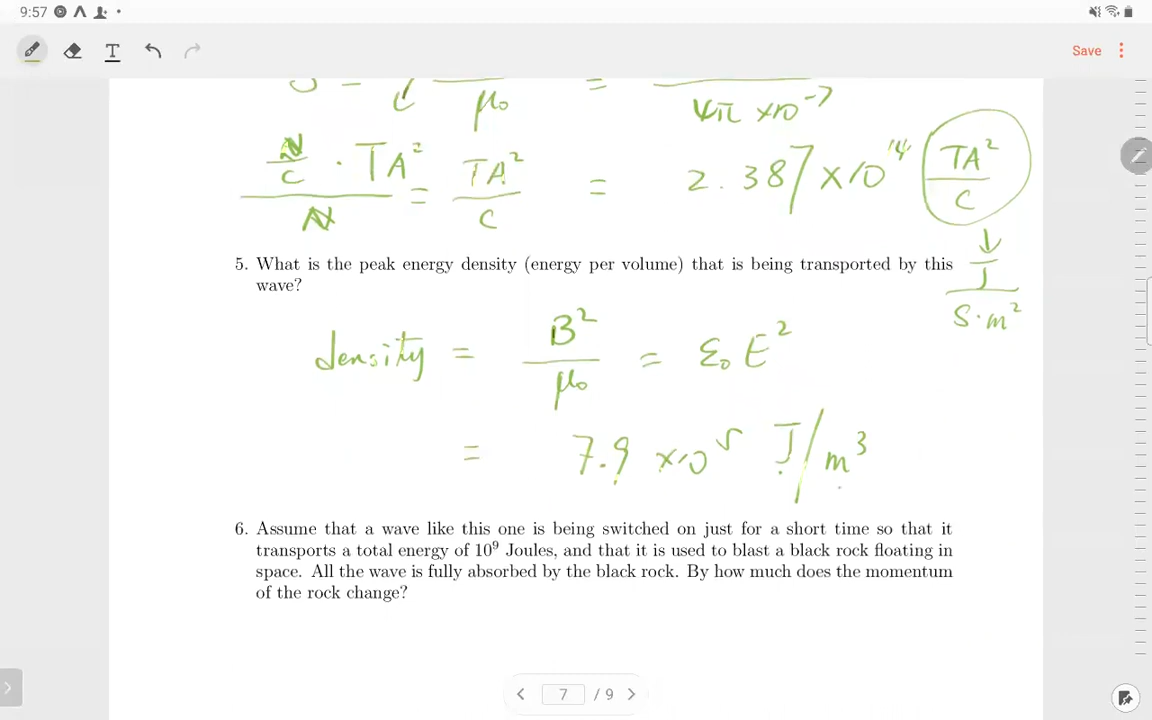 9:57
T
Save
S = C / μ₀ = / 4π × 10⁻⁷
N/C · TA² / N = TA²/C = 2.387 × 10¹⁴ TA²/C
↓
J / S·m²
5. What is the peak energy density (energy per volume) that is being transported by this
wave?
density = B²/μ₀ = ε₀ E²
= 7.9 × 10⁵ J/m³
6. Assume that a wave like this one is being switched on just for a short time so that it
transports a total energy of 10⁹ Joules, and that it is used to blast a black rock floating in
space. All the wave is fully absorbed by the black rock. By how much does the momentum
of the rock change?
7 / 9